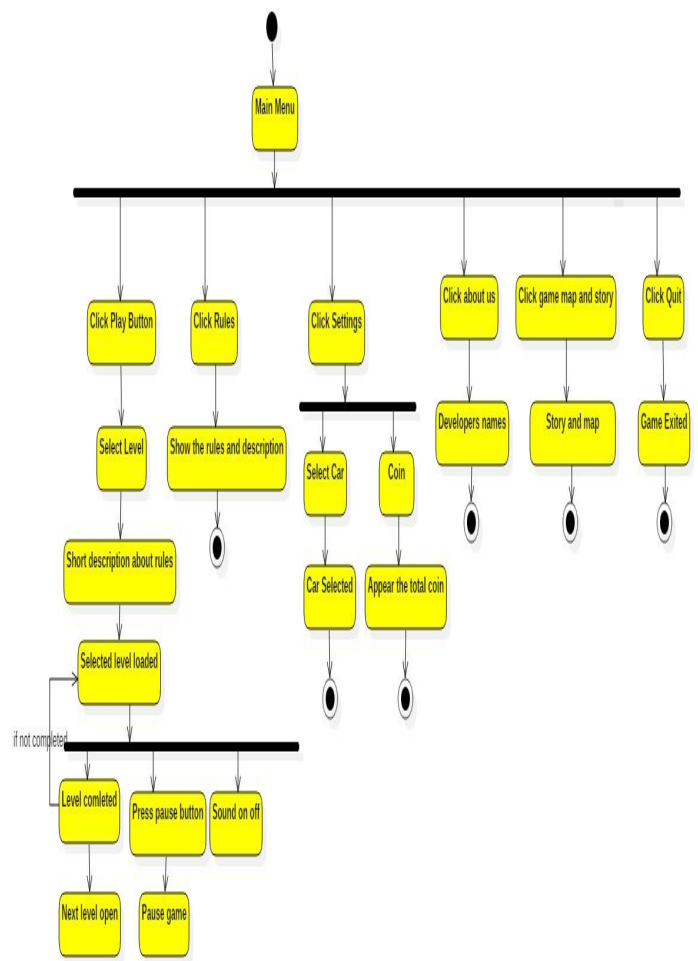 Main Menu
Click about us
Click game map and story
Click Quit
Click Play Button
Click Rules
Click Settings
Developers names
Story and map
Game Exited
Select Level
Show the rules and description
Select Car
Coin
Short description about rules
Car Selected
Appear the total coin
Selected level loaded
if not completed
Level comleted
Press pause button
Sound on off
Next level open
Pause game